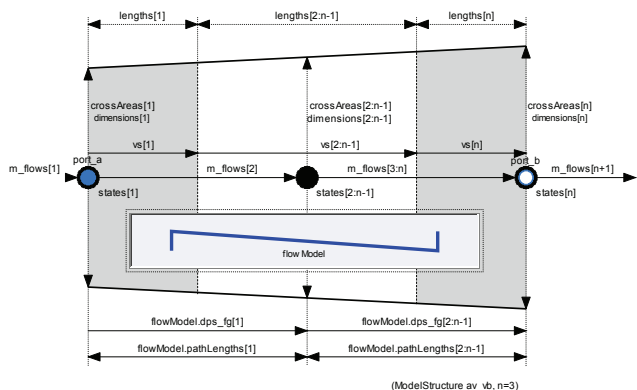 lengths[1] lengths[2:n-1] lengths[n]
crossAreas[1] crossAreas[2:n-1] crossAreas[n]
dimensions[1] dimensions[2:n-1] dimensions[n]
vs[1] vs[2:n-1] vs[n]
port_a port_b
m_flows[1] m_flows[2] m_flows[3:n] m_flows[n+1]
states[1] states[2:n-1] states[n]
flow Model
flowModel.dps_fg[1] flowModel.dps_fg[2:n-1]
flowModel.pathLengths[1] flowModel.pathLengths[2:n-1]
(ModelStructure av_vb, n=3)